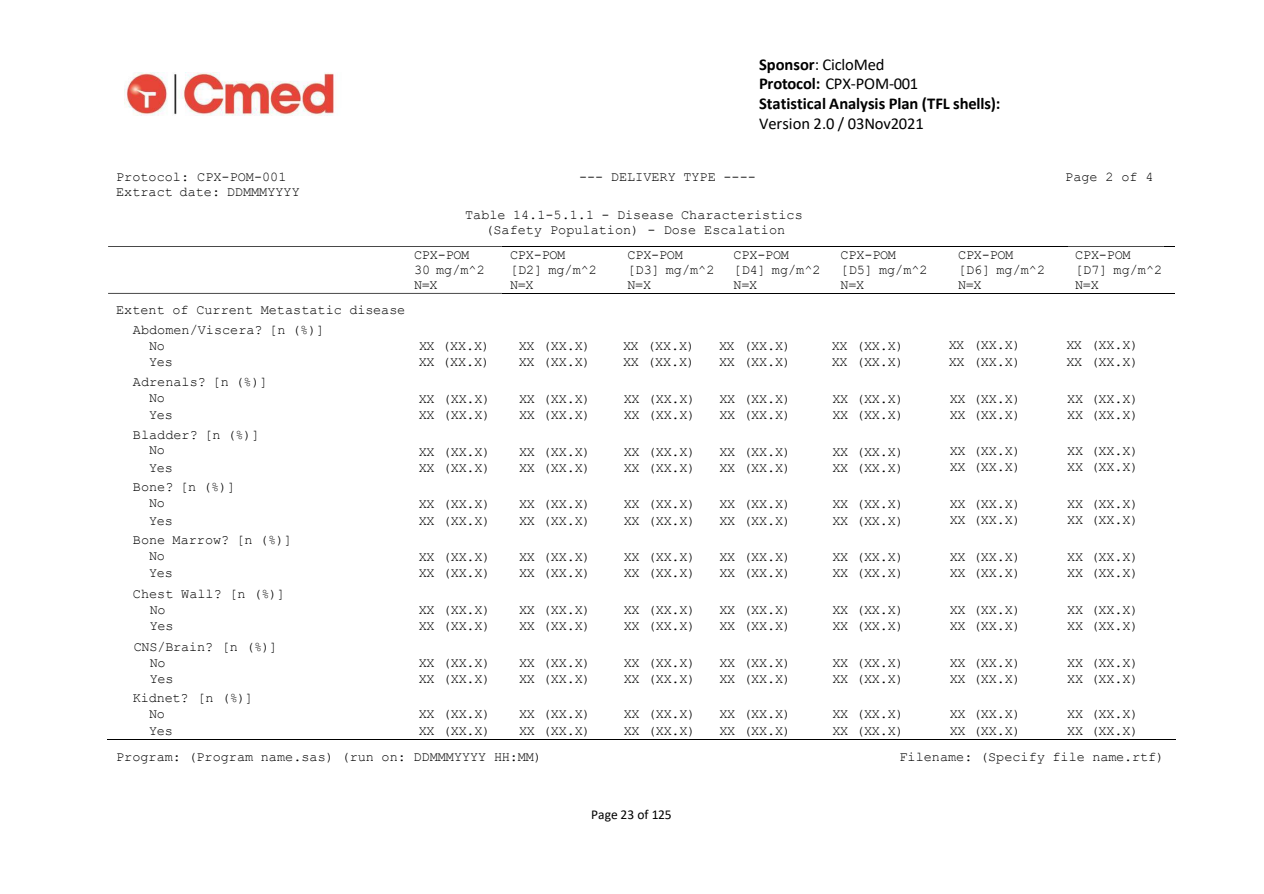 Cmed
Sponsor: CicloMed
Protocol: CPX-POM-001
Statistical Analysis Plan (TFL shells):
Version 2.0 / 03Nov2021
Protocol: CPX-POM-001 --- DELIVERY TYPE ---- Page 2 of 4
Extract date: DDMMMYYYY
Table 14.1-5.1.1 - Disease Characteristics
(Safety Population) - Dose Escalation
CPX-POM CPX-POM CPX-POM CPX-POM CPX-POM CPX-POM CPX-POM
30 mg/m^2 [D2] mg/m^2 [D3] mg/m^2 [D4] mg/m^2 [D5] mg/m^2 [D6] mg/m^2 [D7] mg/m^2
N=X N=X N=X N=X N=X N=X N=X
Extent of Current Metastatic disease
Abdomen/Viscera? [n (%)]
No XX (XX.X) XX (XX.X) XX (XX.X) XX (XX.X) XX (XX.X) XX (XX.X) XX (XX.X)
Yes XX (XX.X) XX (XX.X) XX (XX.X) XX (XX.X) XX (XX.X) XX (XX.X) XX (XX.X)
Adrenals? [n (%)]
No XX (XX.X) XX (XX.X) XX (XX.X) XX (XX.X) XX (XX.X) XX (XX.X) XX (XX.X)
Yes XX (XX.X) XX (XX.X) XX (XX.X) XX (XX.X) XX (XX.X) XX (XX.X) XX (XX.X)
Bladder? [n (%)]
No XX (XX.X) XX (XX.X) XX (XX.X) XX (XX.X) XX (XX.X) XX (XX.X) XX (XX.X)
Yes XX (XX.X) XX (XX.X) XX (XX.X) XX (XX.X) XX (XX.X) XX (XX.X) XX (XX.X)
Bone? [n (%)]
No XX (XX.X) XX (XX.X) XX (XX.X) XX (XX.X) XX (XX.X) XX (XX.X) XX (XX.X)
Yes XX (XX.X) XX (XX.X) XX (XX.X) XX (XX.X) XX (XX.X) XX (XX.X) XX (XX.X)
Bone Marrow? [n (%)]
No XX (XX.X) XX (XX.X) XX (XX.X) XX (XX.X) XX (XX.X) XX (XX.X) XX (XX.X)
Yes XX (XX.X) XX (XX.X) XX (XX.X) XX (XX.X) XX (XX.X) XX (XX.X) XX (XX.X)
Chest Wall? [n (%)]
No XX (XX.X) XX (XX.X) XX (XX.X) XX (XX.X) XX (XX.X) XX (XX.X) XX (XX.X)
Yes XX (XX.X) XX (XX.X) XX (XX.X) XX (XX.X) XX (XX.X) XX (XX.X) XX (XX.X)
CNS/Brain? [n (%)]
No XX (XX.X) XX (XX.X) XX (XX.X) XX (XX.X) XX (XX.X) XX (XX.X) XX (XX.X)
Yes XX (XX.X) XX (XX.X) XX (XX.X) XX (XX.X) XX (XX.X) XX (XX.X) XX (XX.X)
Kidnet? [n (%)]
No XX (XX.X) XX (XX.X) XX (XX.X) XX (XX.X) XX (XX.X) XX (XX.X) XX (XX.X)
Yes XX (XX.X) XX (XX.X) XX (XX.X) XX (XX.X) XX (XX.X) XX (XX.X) XX (XX.X)
Program: (Program name.sas) (run on: DDMMMYYYY HH:MM) Filename: (Specify file name.rtf)
Page 23 of 125